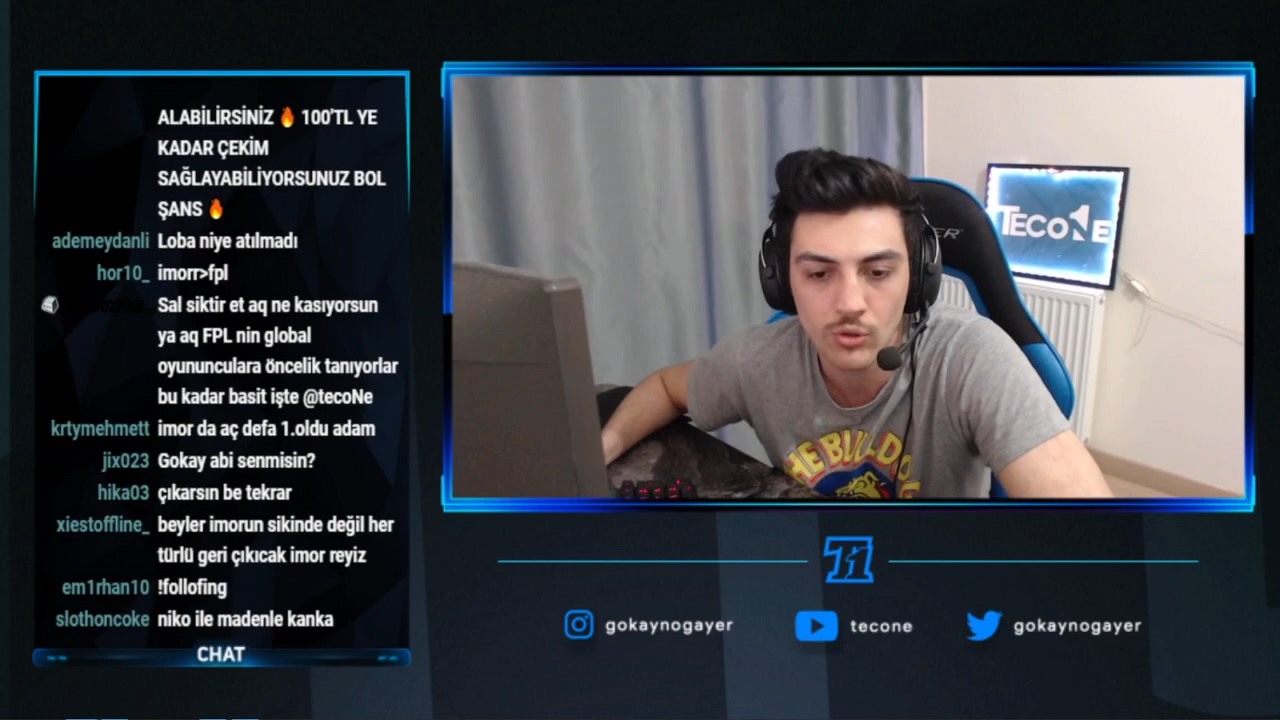 ALABİLİRSİNİZ 🔥 100'TL YE
KADAR ÇEKİM
SAĞLAYABİLİYORSUNUZ BOL
ŞANS 🔥
ademeydanli Loba niye atılmadı
hor10_ imorr>fpl
Sal siktir et aq ne kasıyorsun
ya aq FPL nin global
oyununculara öncelik tanıyorlar
bu kadar basit işte @tecoNe
krtymehmett imor da aç defa 1.oldu adam
jix023 Gokay abi senmisin?
hika03 çıkarsın be tekrar
xiestoffline_ beyler imorun sikinde değil her
türlü geri çıkıcak imor reyiz
em1rhan10 !follofing
slothoncoke niko ile madenle kanka
CHAT
TECONE
THE BULLDO
gokaynogayer
tecone
gokaynogayer